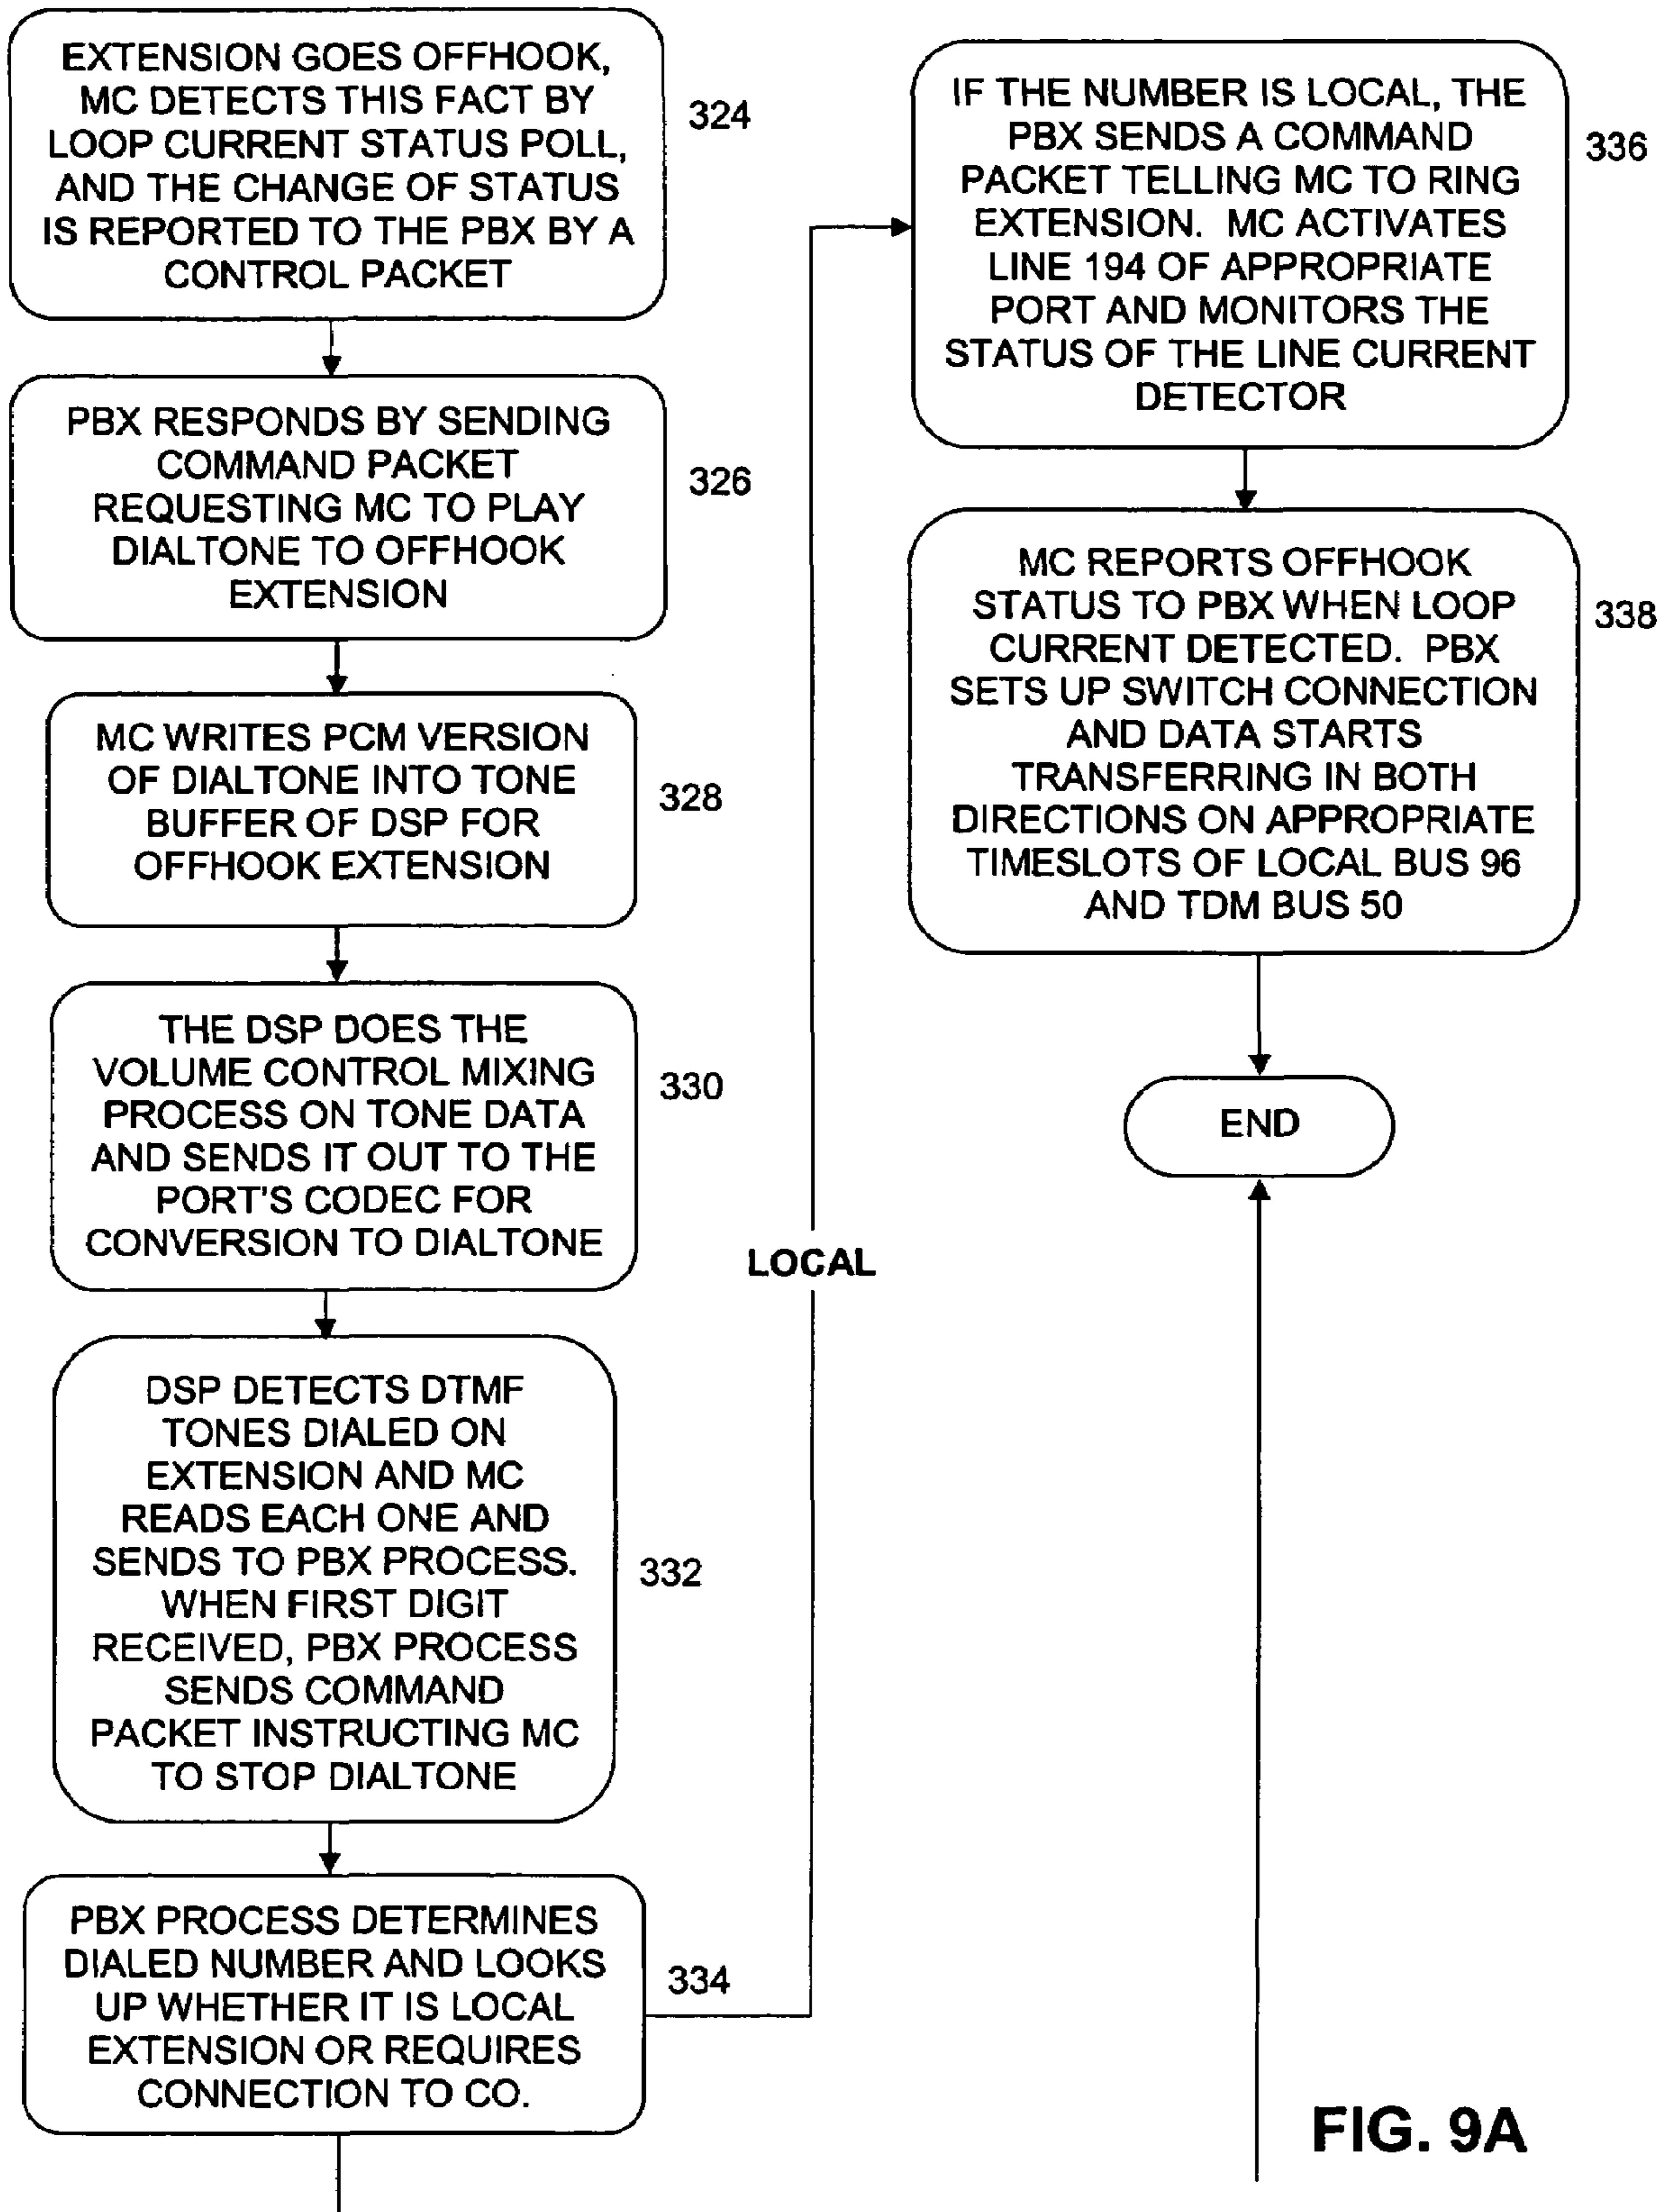 EXTENSION GOES OFFHOOK,
MC DETECTS THIS FACT BY
LOOP CURRENT STATUS POLL,
AND THE CHANGE OF STATUS
IS REPORTED TO THE PBX BY A
CONTROL PACKET
324
PBX RESPONDS BY SENDING
COMMAND PACKET
REQUESTING MC TO PLAY
DIALTONE TO OFFHOOK
EXTENSION
326
MC WRITES PCM VERSION
OF DIALTONE INTO TONE
BUFFER OF DSP FOR
OFFHOOK EXTENSION
328
THE DSP DOES THE
VOLUME CONTROL MIXING
PROCESS ON TONE DATA
AND SENDS IT OUT TO THE
PORT'S CODEC FOR
CONVERSION TO DIALTONE
330
DSP DETECTS DTMF
TONES DIALED ON
EXTENSION AND MC
READS EACH ONE AND
SENDS TO PBX PROCESS.
WHEN FIRST DIGIT
RECEIVED, PBX PROCESS
SENDS COMMAND
PACKET INSTRUCTING MC
TO STOP DIALTONE
332
PBX PROCESS DETERMINES
DIALED NUMBER AND LOOKS
UP WHETHER IT IS LOCAL
EXTENSION OR REQUIRES
CONNECTION TO CO.
334
LOCAL
IF THE NUMBER IS LOCAL, THE
PBX SENDS A COMMAND
PACKET TELLING MC TO RING
EXTENSION. MC ACTIVATES
LINE 194 OF APPROPRIATE
PORT AND MONITORS THE
STATUS OF THE LINE CURRENT
DETECTOR
336
MC REPORTS OFFHOOK
STATUS TO PBX WHEN LOOP
CURRENT DETECTED. PBX
SETS UP SWITCH CONNECTION
AND DATA STARTS
TRANSFERRING IN BOTH
DIRECTIONS ON APPROPRIATE
TIMESLOTS OF LOCAL BUS 96
AND TDM BUS 50
338
END
FIG. 9A